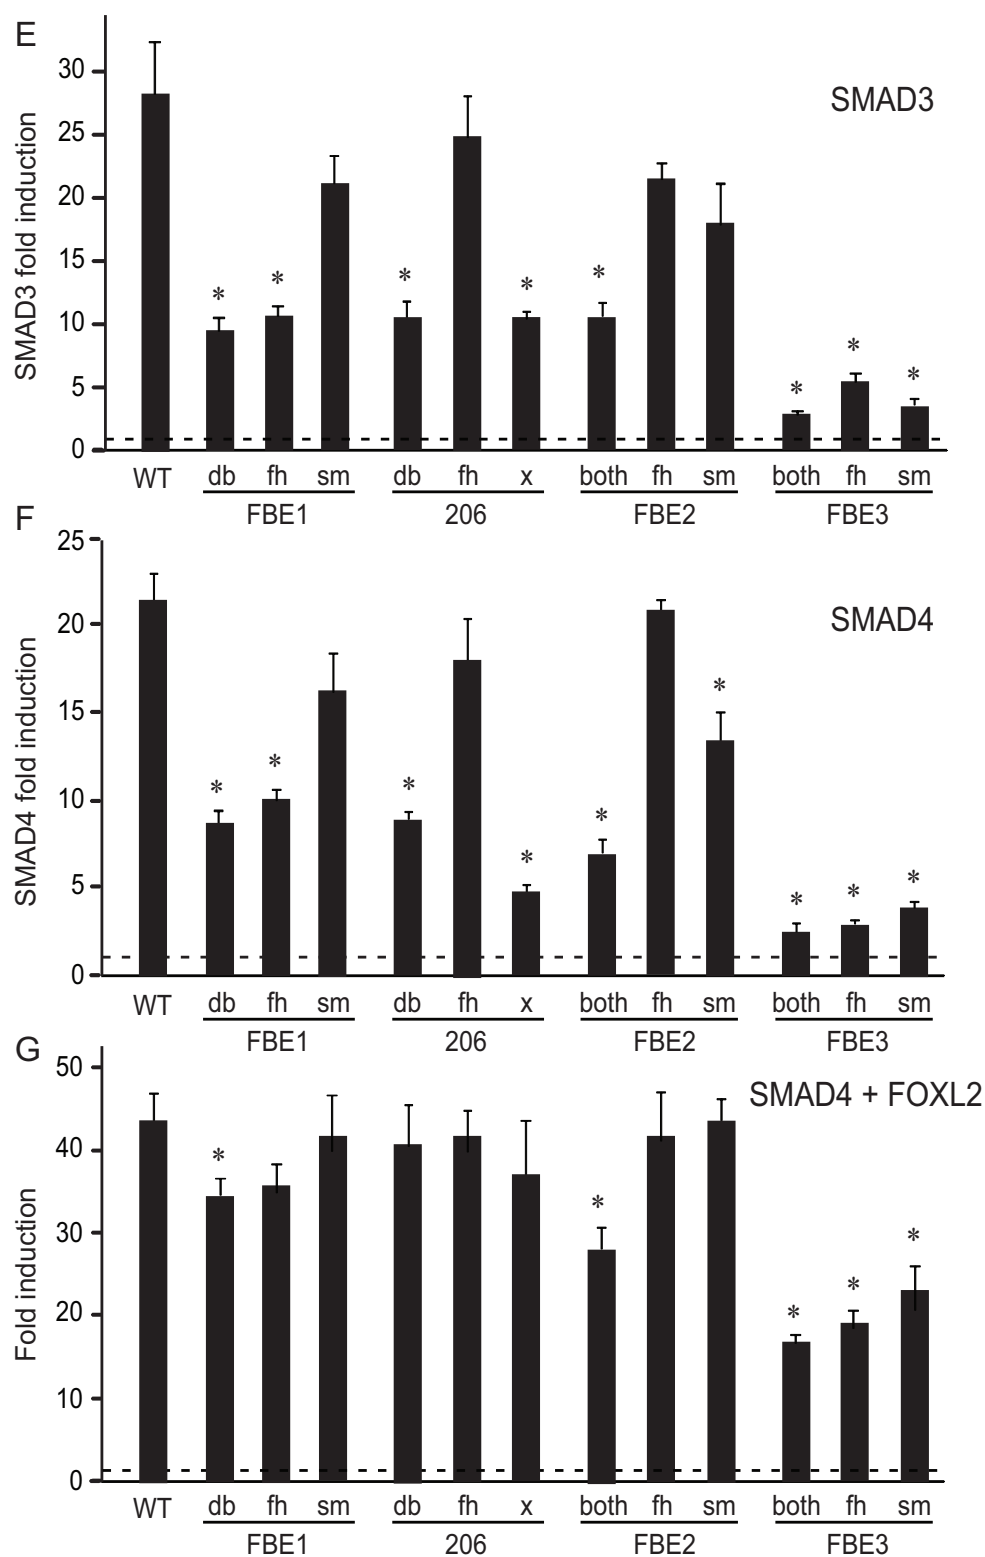 E
SMAD3
SMAD3 fold induction
30
25
20
15
10
5
0
* * * * * * * *
WT db fh sm db fh x both fh sm both fh sm
FBE1 206 FBE2 FBE3
F
SMAD4
SMAD4 fold induction
25
20
15
10
5
0
* * * * * * * * *
WT db fh sm db fh x both fh sm both fh sm
FBE1 206 FBE2 FBE3
G
SMAD4 + FOXL2
Fold induction
50
40
30
20
10
0
* * * * *
WT db fh sm db fh x both fh sm both fh sm
FBE1 206 FBE2 FBE3